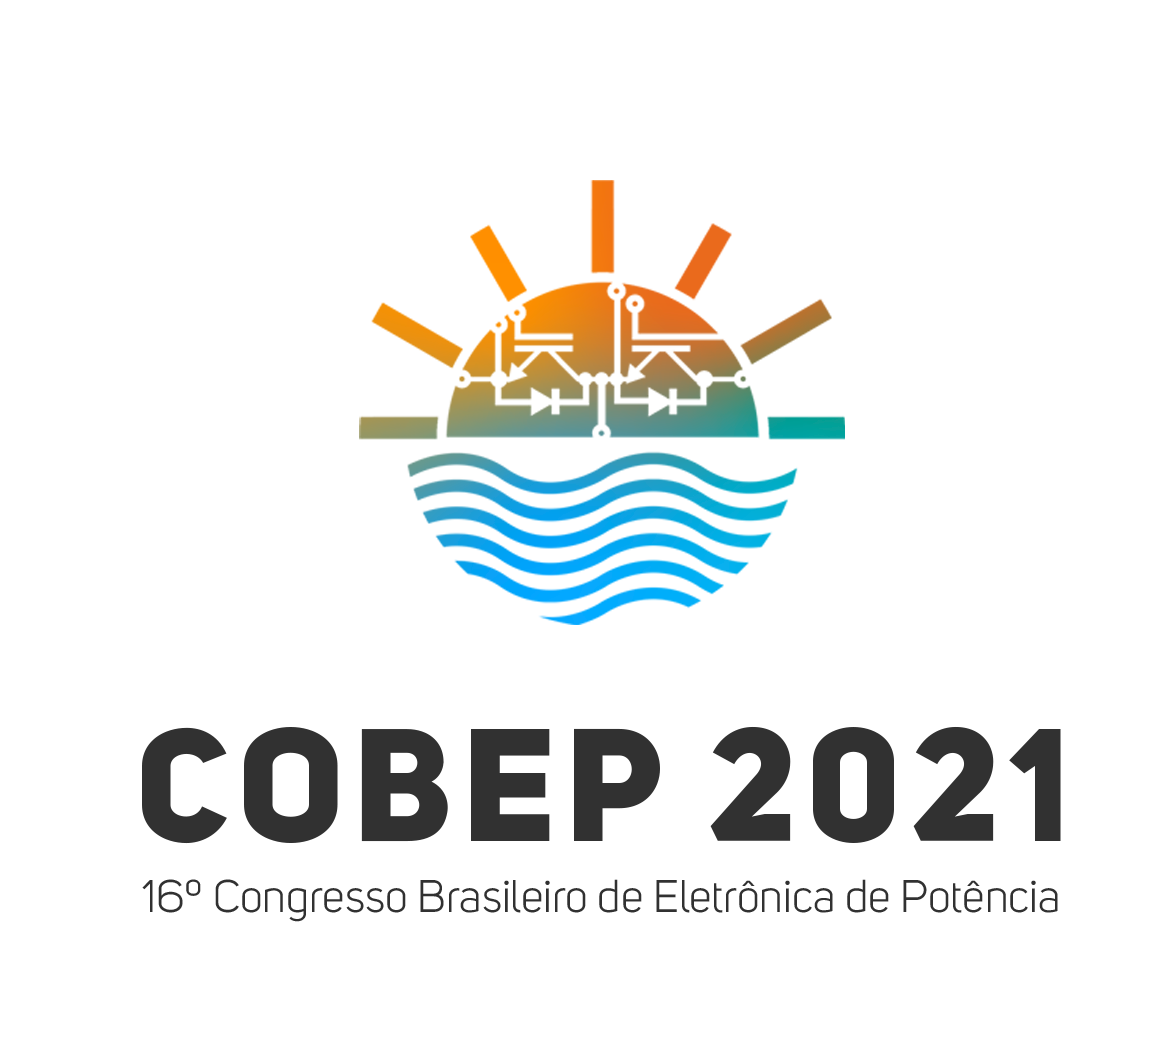 COBEP 2021
16º Congresso Brasileiro de Eletrônica de Potência